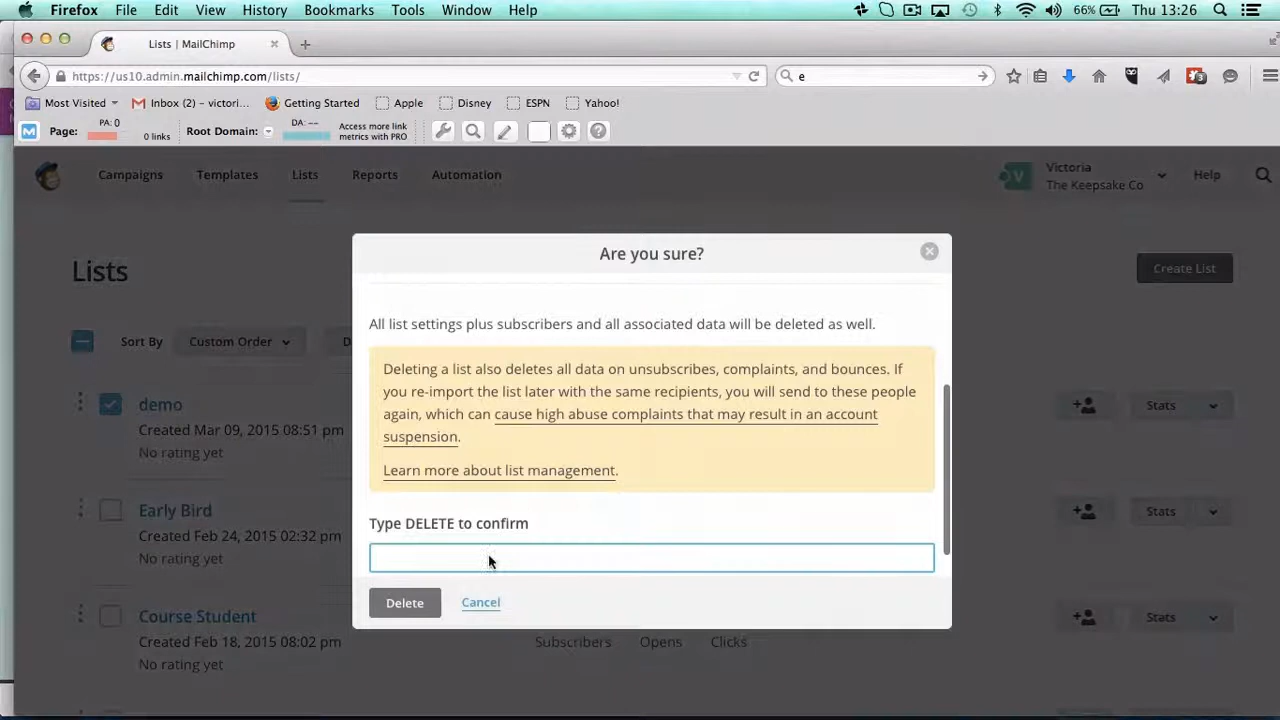 Firefox File Edit View History Bookmarks Tools Window Help 66% Thu 13:26
Lists | MailChimp
https://us10.admin.mailchimp.com/lists/ e
Most Visited Inbox (2) – victori... Getting Started Apple Disney ESPN Yahoo!
Page: PA: 0 0 links Root Domain: DA: -- Access more link metrics with PRO
Campaigns Templates Lists Reports Automation Victoria The Keepsake Co Help
Are you sure?
Lists Create List
All list settings plus subscribers and all associated data will be deleted as well.
Sort By Custom Order D
Deleting a list also deletes all data on unsubscribes, complaints, and bounces. If
you re-import the list later with the same recipients, you will send to these people
again, which can cause high abuse complaints that may result in an account
suspension.
Learn more about list management.
demo Stats
Created Mar 09, 2015 08:51 pm
No rating yet
Early Bird Stats
Created Feb 24, 2015 02:32 pm
No rating yet
Type DELETE to confirm
Delete Cancel
Course Student Stats
Created Feb 18, 2015 08:02 pm Subscribers Opens Clicks
No rating yet